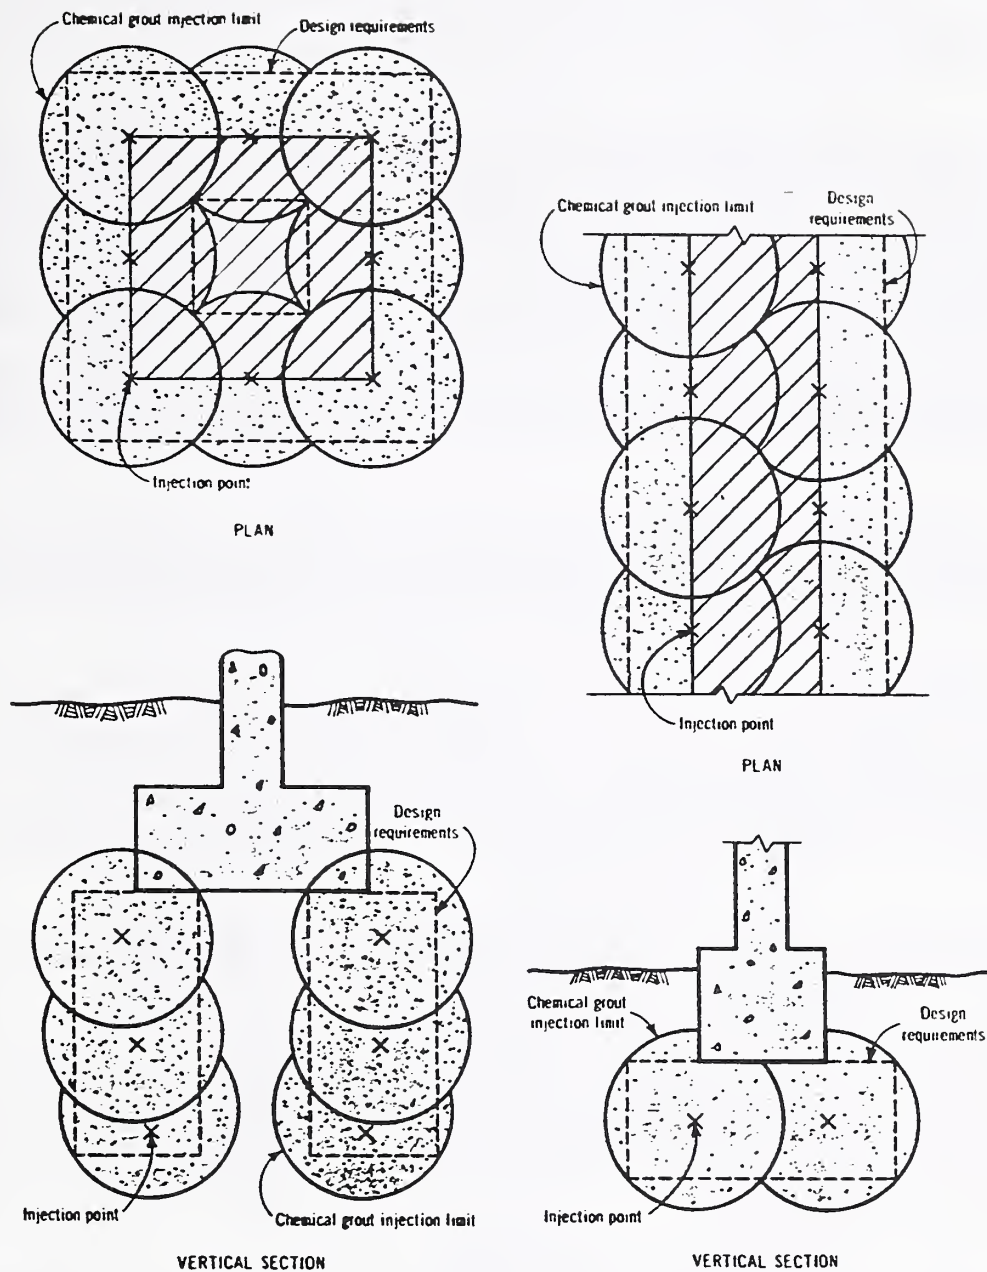 Chemical grout injection limit
Design requirements
Injection point
PLAN
Chemical grout injection limit
Design
requirements
Injection point
PLAN
Design
requirements
Injection point
Chemical grout injection limit
VERTICAL SECTION
Chemical grout
injection limit
Design
requirements
Injection point
VERTICAL SECTION